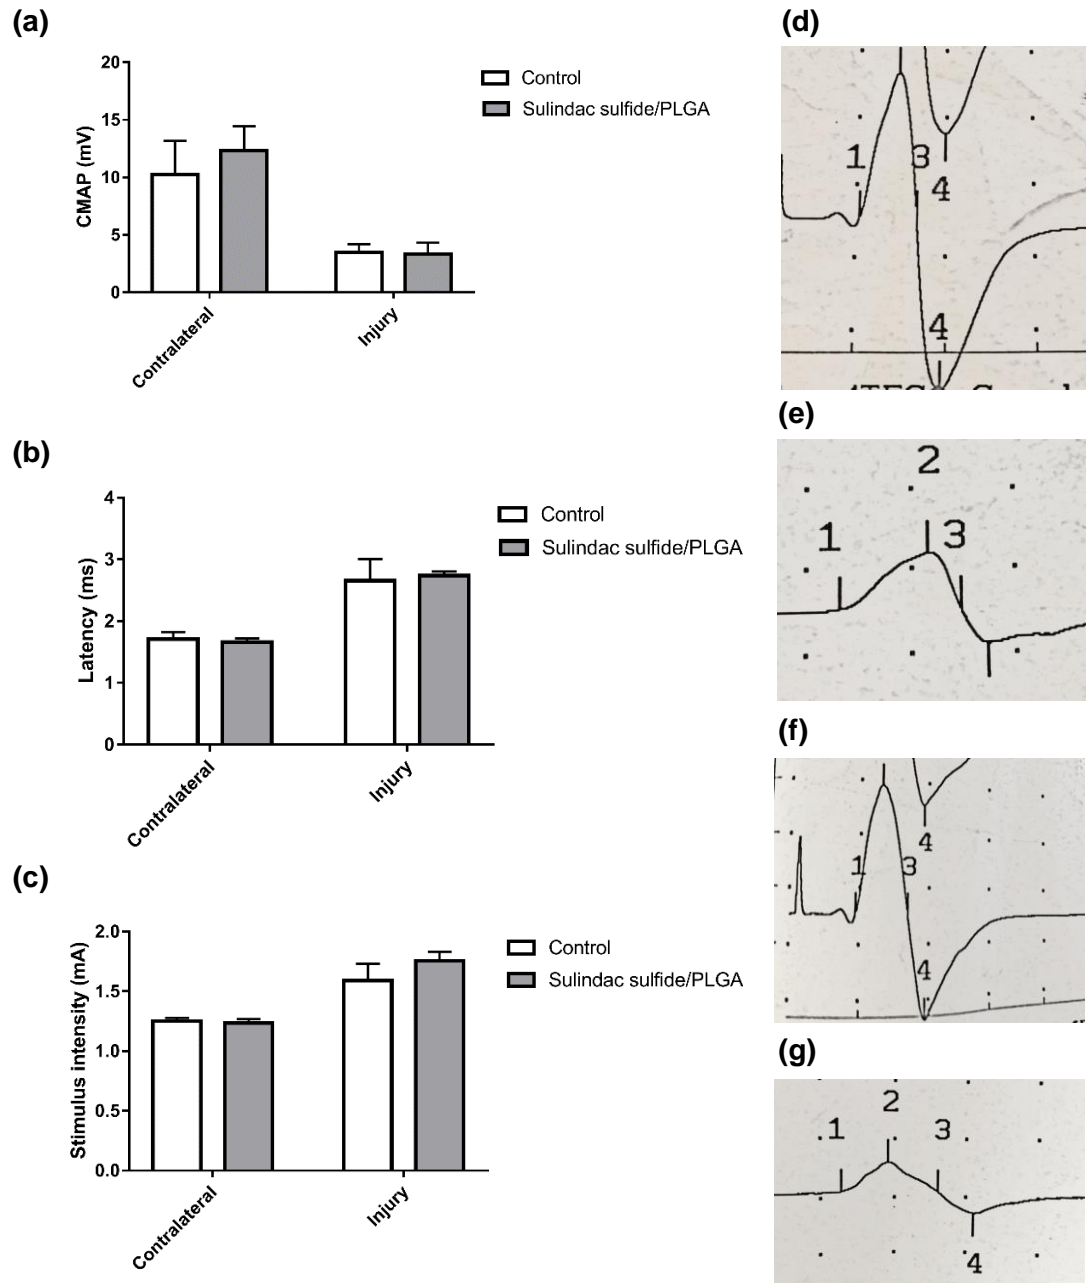 (a)
20
15
10
5
0
CMAP (mV)
Contralateral
Injury
Control
Sulindac sulfide/PLGA
(b)
4
3
2
1
0
Latency (ms)
Contralateral
Injury
Control
Sulindac sulfide/PLGA
(c)
2.0
1.5
1.0
0.5
0.0
Stimulus intensity (mA)
Contralateral
Injury
Control
Sulindac sulfide/PLGA
(d)
1
3
4
4
(e)
2
1
3
(f)
1
3
4
4
(g)
2
1
3
4